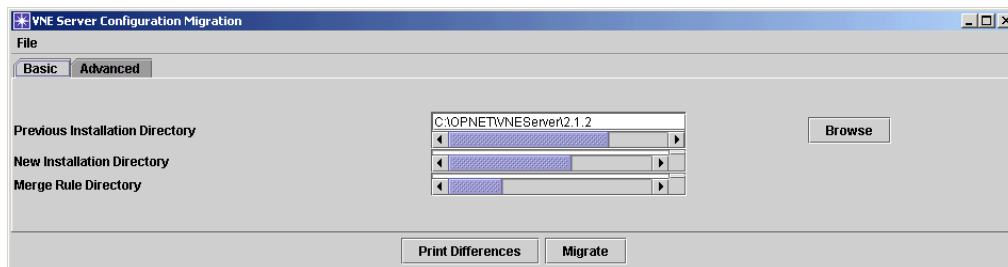 VNE Server Configuration Migration
File
Basic Advanced
C:\OPNET\VNEServer\2.1.2
Previous Installation Directory Browse
New Installation Directory
Merge Rule Directory
Print Differences Migrate